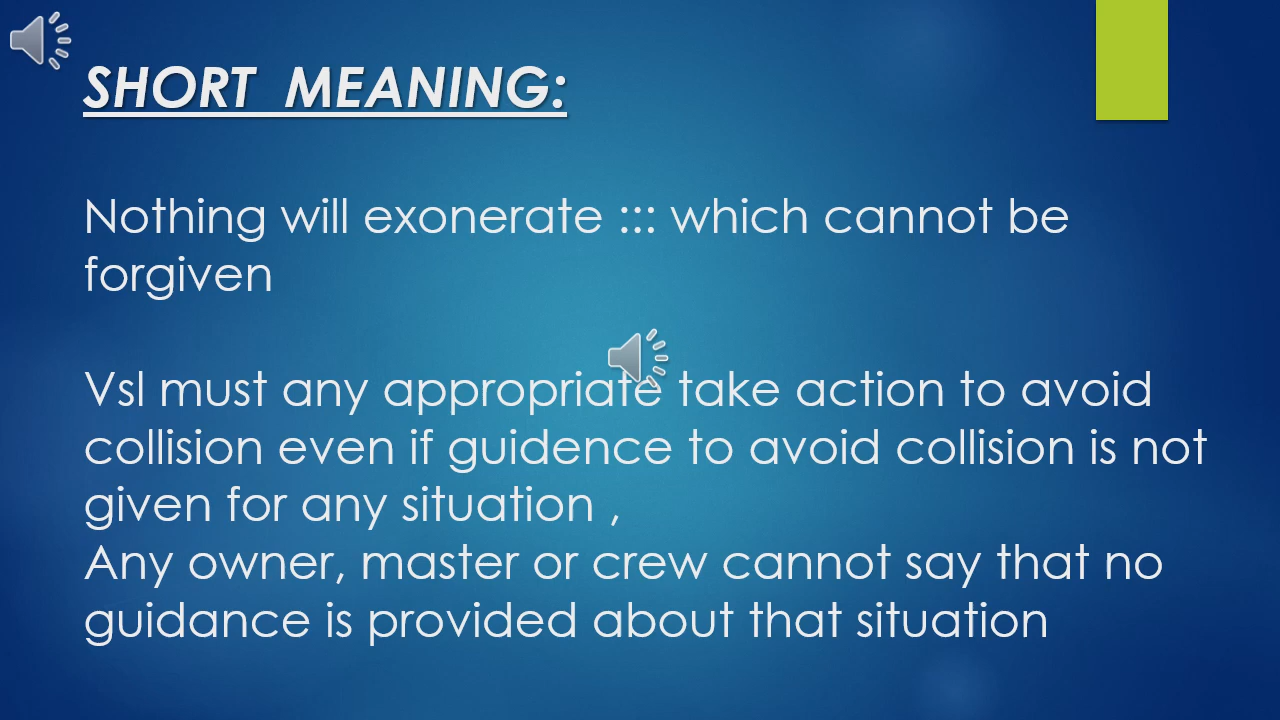 SHORT  MEANING:
Nothing will exonerate ::: which cannot be
forgiven
Vsl must any appropriate take action to avoid
collision even if guidence to avoid collision is not
given for any situation ,
Any owner, master or crew cannot say that no
guidance is provided about that situation